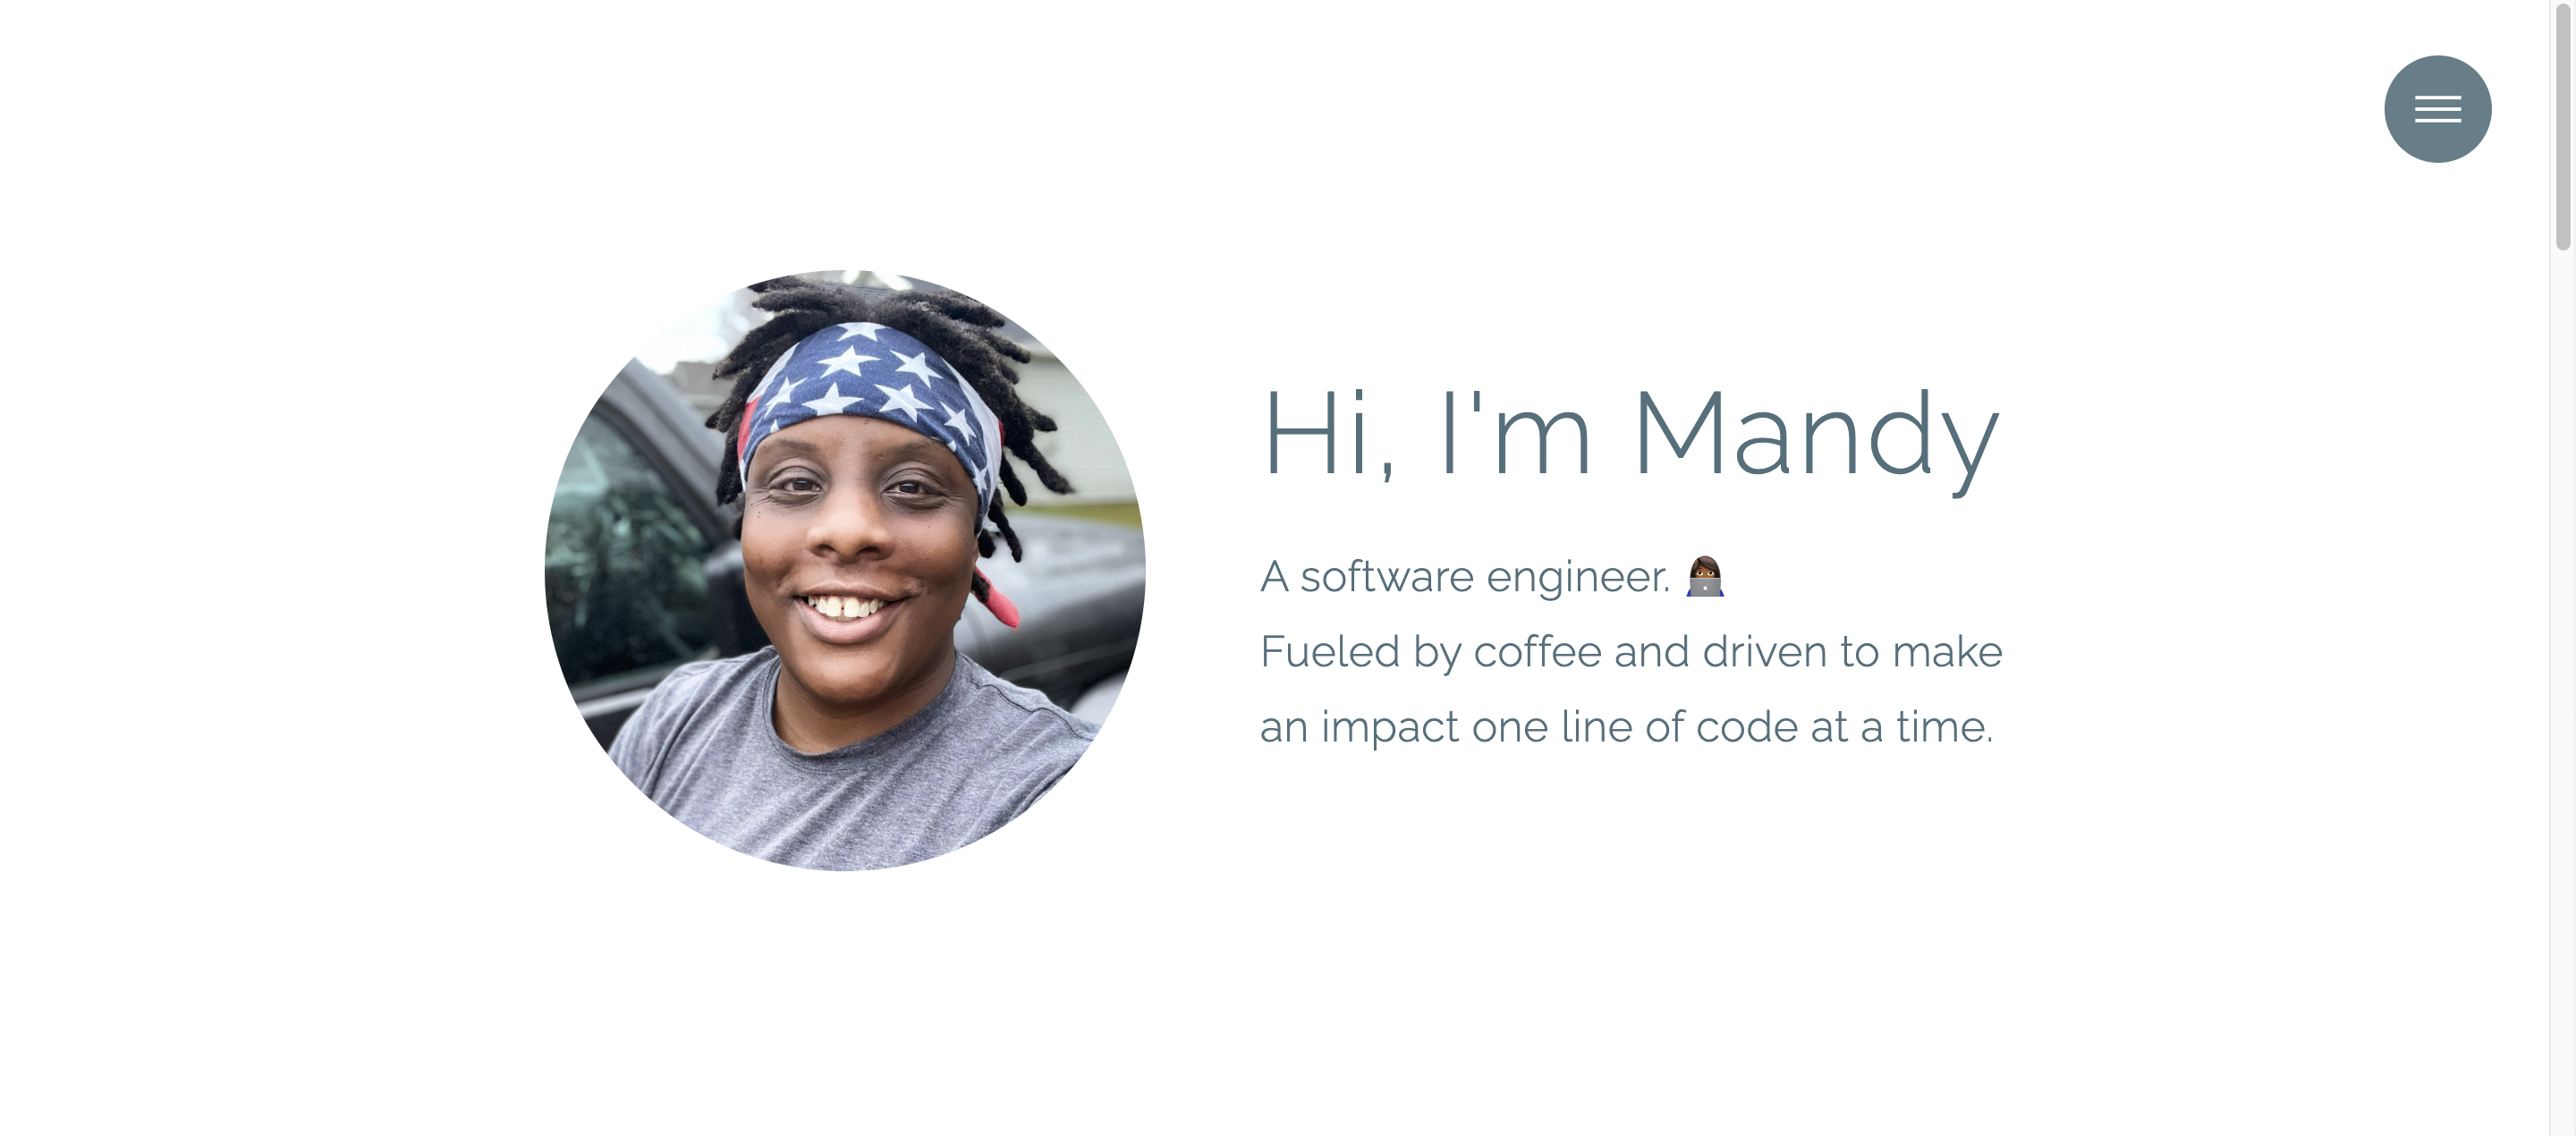 Hi, I'm Mandy
A software engineer. 👩🏾‍💻
Fueled by coffee and driven to make
an impact one line of code at a time.